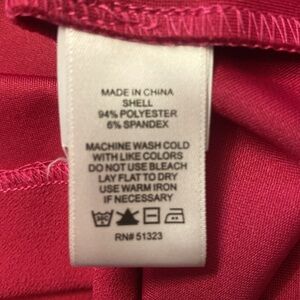 MADE IN CHINA
SHELL
94% POLYESTER
6% SPANDEX
MACHINE WASH COLD
WITH LIKE COLORS
DO NOT USE BLEACH
LAY FLAT TO DRY
USE WARM IRON
IF NECESSARY
RN# 51323